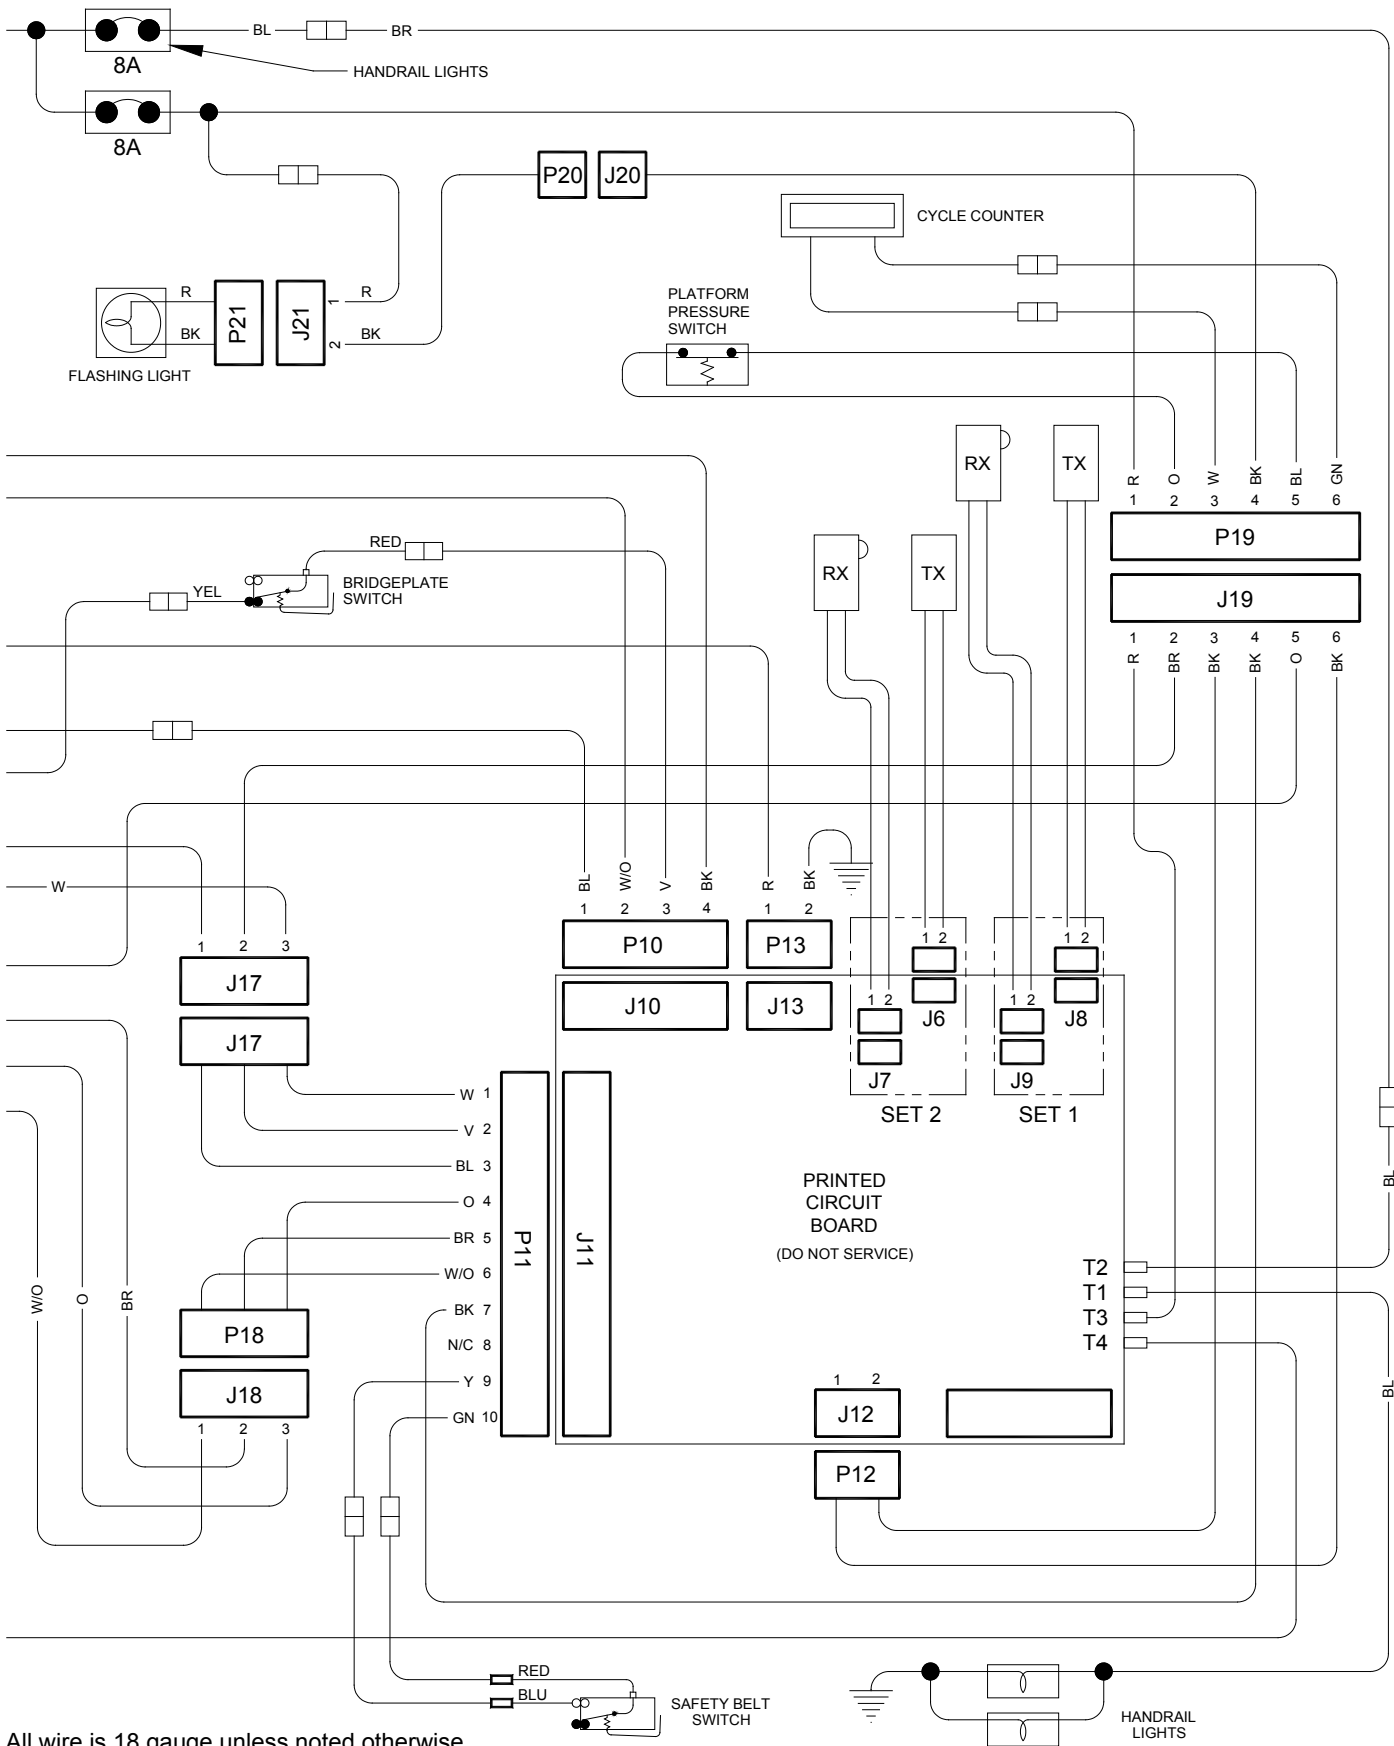 BL
BR
8A
HANDRAIL LIGHTS
8A
P20
J20
CYCLE COUNTER
R
BK
P21
J21
1
2
R
BK
FLASHING LIGHT
PLATFORM
PRESSURE
SWITCH
RX
TX
RX
TX
R
O
W
BK
BL
GN
1 2 3 4 5 6
P19
J19
1 2 3 4 5 6
R
BR
BK
BK
O
BK
RED
YEL
BRIDGEPLATE
SWITCH
W
BL
W/O
V
BK
R
BK
1 2 3 4
1 2
P10
P13
J10
J13
1 2
1 2
1 2
1 2
J6
J8
J7
J9
SET 2
SET 1
1 2 3
J17
J17
W 1
V 2
BL 3
O 4
BR 5
W/O 6
BK 7
N/C 8
Y 9
GN 10
P11
J11
PRINTED
CIRCUIT
BOARD
(DO NOT SERVICE)
BL
T2
T1
T3
T4
BL
W/O
O
BR
P18
J18
1 2 3
1 2
J12
P12
RED
BLU
SAFETY BELT
SWITCH
HANDRAIL
LIGHTS
All wire is 18 gauge unless noted otherwise